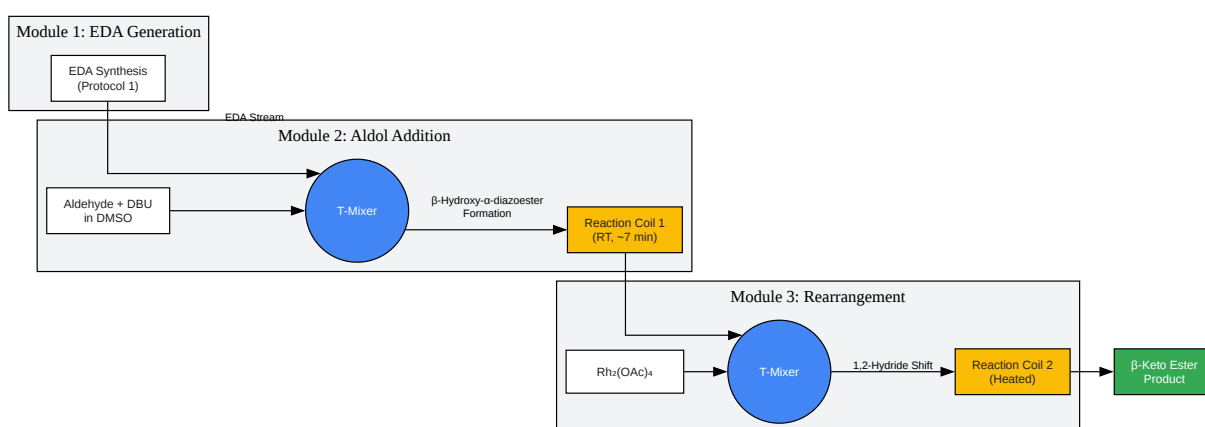 Module 1: EDA Generation
EDA Synthesis
(Protocol 1)
EDA Stream
Module 2: Aldol Addition
Aldehyde + DBU
in DMSO
T-Mixer
β-Hydroxy-α-diazoester
Formation
Reaction Coil 1
(RT, ~7 min)
Module 3: Rearrangement
Rh₂(OAc)₄
T-Mixer
1,2-Hydride Shift
Reaction Coil 2
(Heated)
β-Keto Ester
Product